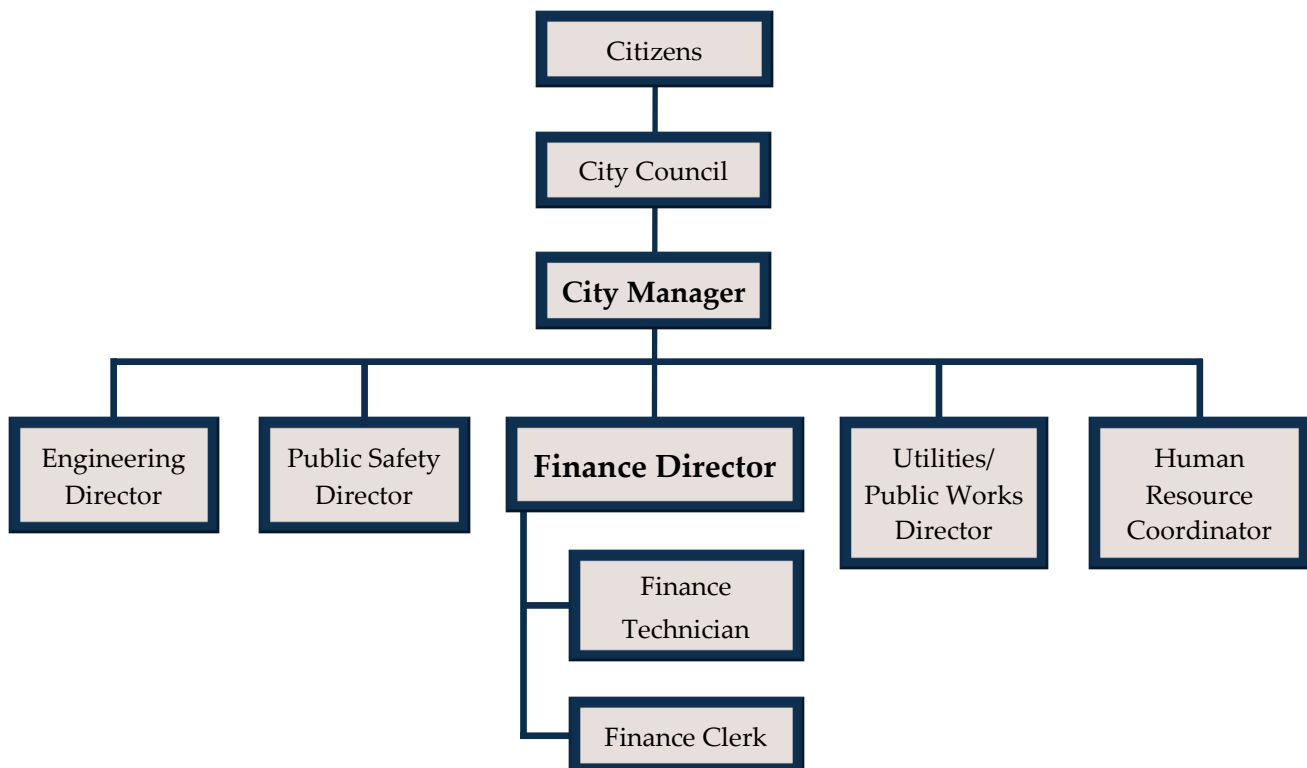 Citizens
City Council
City Manager
Engineering
Director
Public Safety
Director
Finance Director
Utilities/
Public Works
Director
Human
Resource
Coordinator
Finance
Technician
Finance Clerk